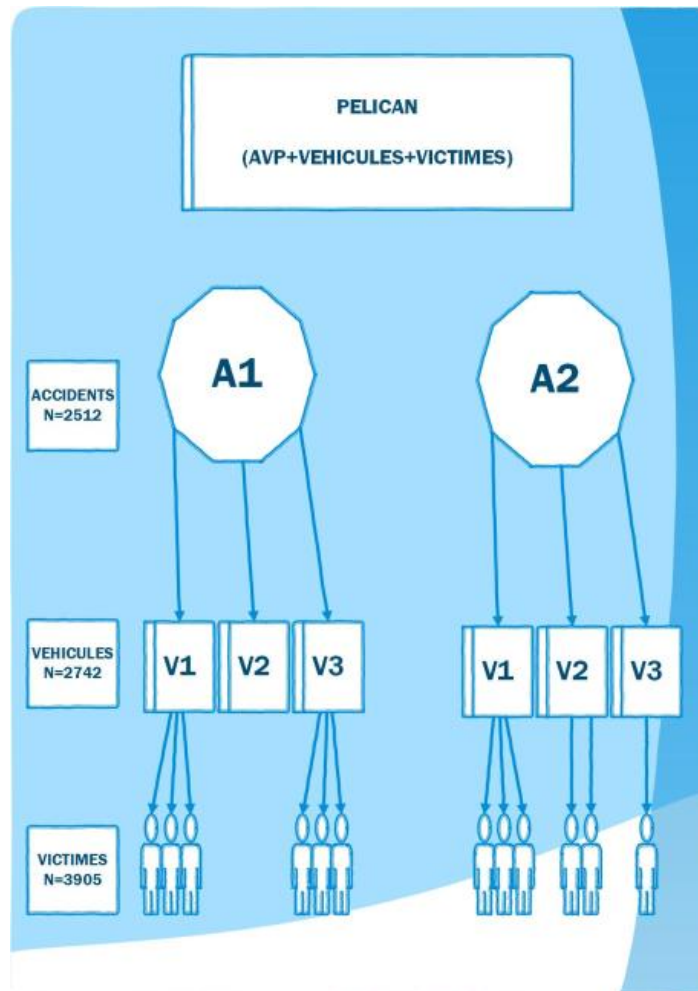 PELICAN
(AVP+VEHICULES+VICTIMES)
A1
A2
ACCIDENTS
N=2512
VEHICULES
N=2742
V1
V2
V3
V1
V2
V3
VICTIMES
N=3905